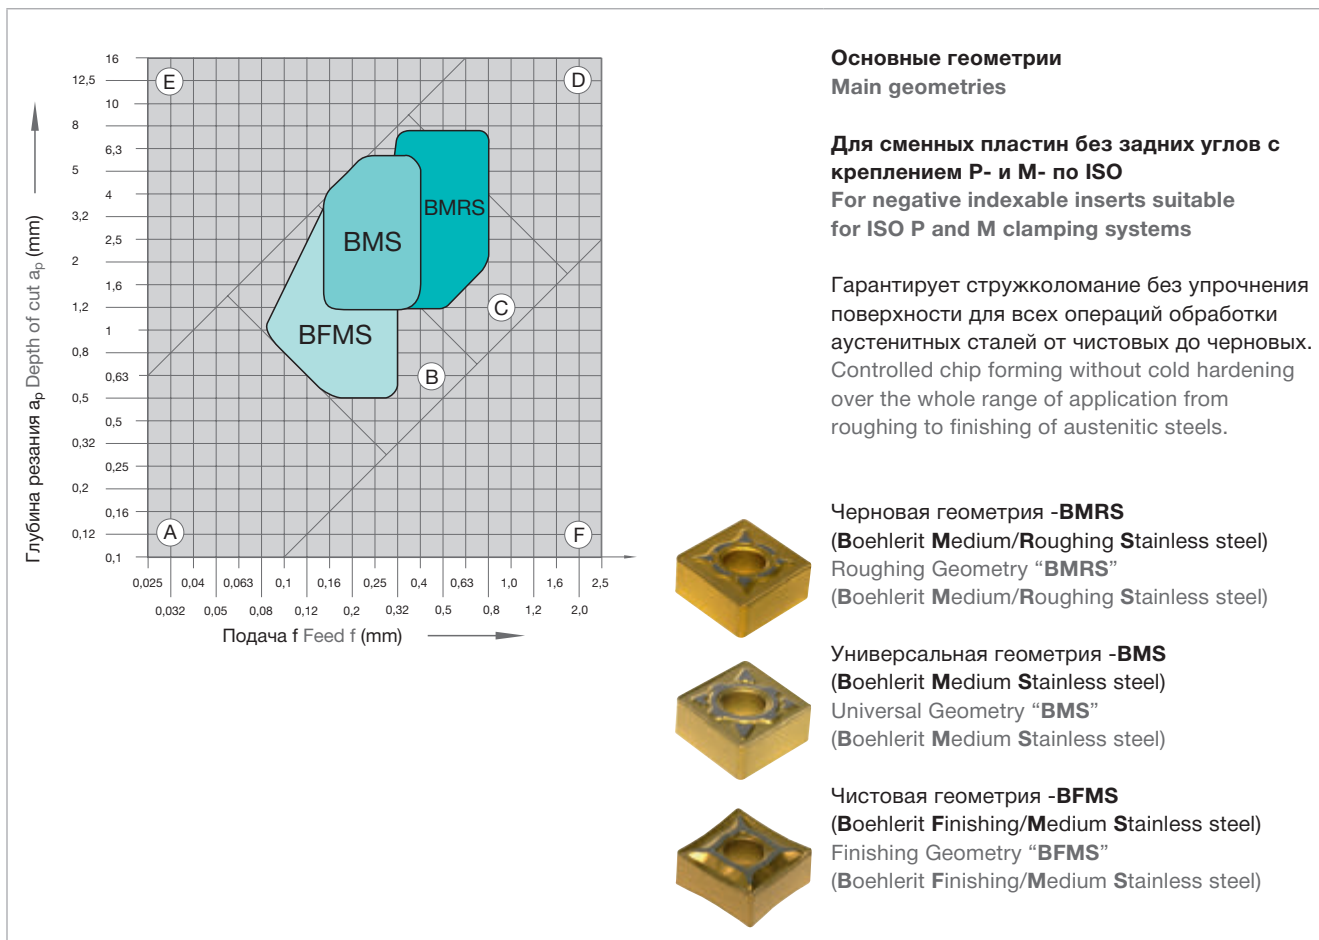 16
12,5
10
8
6,3
5
4
3,2
2,5
2
1,6
1,2
1
0,8
0,63
0,5
0,5
0,32
0,25
0,2
0,16
0,12
0,1
Глубина резания ap Depth of cut ap (mm)
E
D
BMRS
BMS
C
BFMS
B
A
F
0,025 0,04 0,063 0,1 0,16 0,25 0,4 0,63 1,0 1,6 2,5
0,032 0,05 0,08 0,12 0,2 0,32 0,5 0,8 1,2 2,0
Подача f Feed f (mm)
Основные геометрии
Main geometries
Для сменных пластин без задних углов с
креплением P- и M- по ISO
For negative indexable inserts suitable
for ISO P and M clamping systems
Гарантирует стружколомание без упрочнения
поверхности для всех операций обработки
аустенитных сталей от чистовых до черновых.
Controlled chip forming without cold hardening
over the whole range of application from
roughing to finishing of austenitic steels.
Черновая геометрия -BMRS
(Boehlerit Medium/Roughing Stainless steel)
Roughing Geometry “BMRS”
(Boehlerit Medium/Roughing Stainless steel)
Универсальная геометрия -BMS
(Boehlerit Medium Stainless steel)
Universal Geometry “BMS”
(Boehlerit Medium Stainless steel)
Чистовая геометрия -BFMS
(Boehlerit Finishing/Medium Stainless steel)
Finishing Geometry “BFMS”
(Boehlerit Finishing/Medium Stainless steel)